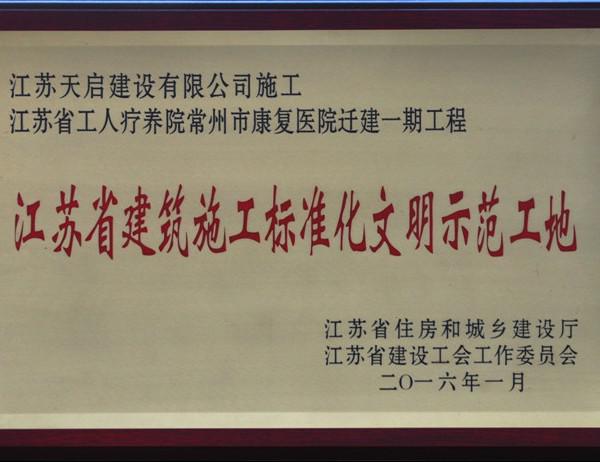 江苏天启建设有限公司施工
江苏省工人疗养院常州市康复医院迁建一期工程
江苏省建筑施工标准化文明示范工地
江苏省住房和城乡建设厅
江苏省建设工会工作委员会
二〇一六年一月